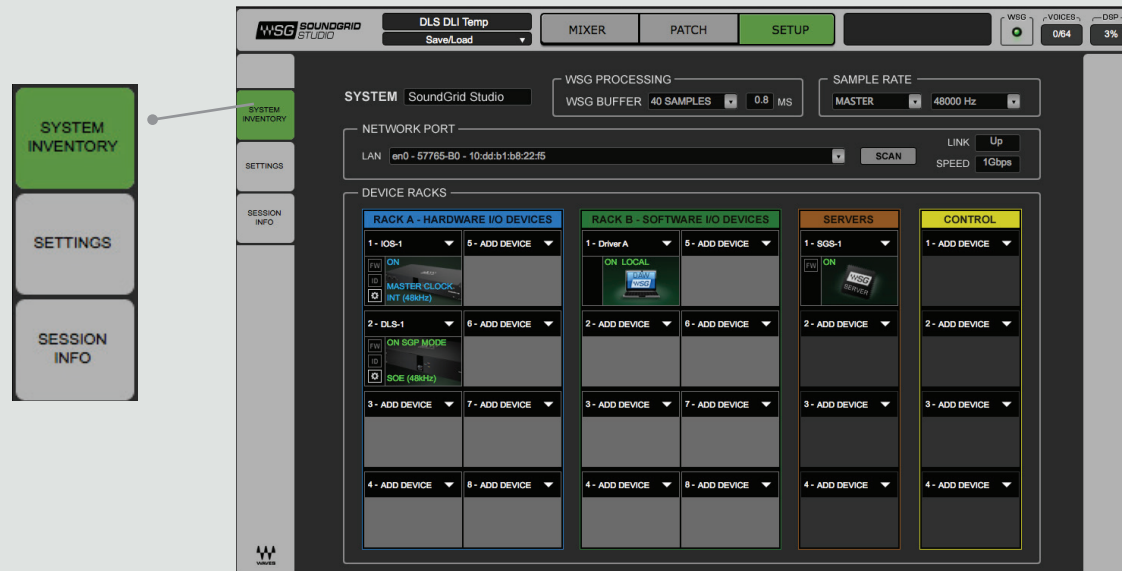 SYSTEM
INVENTORY
SETTINGS
SESSION
INFO
WSG SOUNDGRID
STUDIO
DLS DLI Temp
Save/Load
MIXER
PATCH
SETUP
WSG
VOICES
0/64
DSP
3%
SYSTEM
INVENTORY
SETTINGS
SESSION
INFO
SYSTEM SoundGrid Studio
WSG PROCESSING
WSG BUFFER 40 SAMPLES 0.8 MS
SAMPLE RATE
MASTER 48000 Hz
NETWORK PORT
LAN en0 - 57765-B0 - 10:dd:b1:b8:22:f5
SCAN
LINK Up
SPEED 1Gbps
DEVICE RACKS
RACK A - HARDWARE I/O DEVICES
1 - IOS-1
5 - ADD DEVICE
FW
ID
ON
MASTER CLOCK
INT (48kHz)
2 - DLS-1
6 - ADD DEVICE
FW
ID
ON SGP MODE
SOE (48kHz)
3 - ADD DEVICE
7 - ADD DEVICE
4 - ADD DEVICE
8 - ADD DEVICE
RACK B - SOFTWARE I/O DEVICES
1 - Driver A
5 - ADD DEVICE
ON LOCAL
DAW
WSG
2 - ADD DEVICE
6 - ADD DEVICE
3 - ADD DEVICE
7 - ADD DEVICE
4 - ADD DEVICE
8 - ADD DEVICE
SERVERS
1 - SGS-1
FW
ON
WSG
SERVER
2 - ADD DEVICE
3 - ADD DEVICE
4 - ADD DEVICE
CONTROL
1 - ADD DEVICE
2 - ADD DEVICE
3 - ADD DEVICE
4 - ADD DEVICE
WAVES